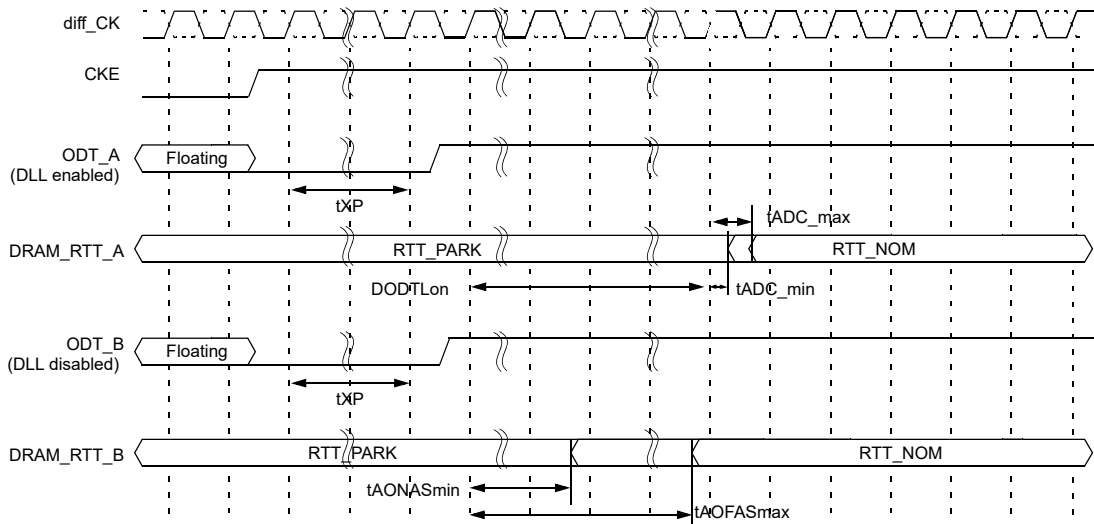 diff_CK
CKE
ODT_A
(DLL enabled)
Floating
tXP
tADC_max
DRAM_RTT_A
RTT_PARK
RTT_NOM
DODTLon
tADC_min
ODT_B
(DLL disabled)
Floating
tXP
DRAM_RTT_B
RTT_PARK
RTT_NOM
tAONASmin
tAOFASmax